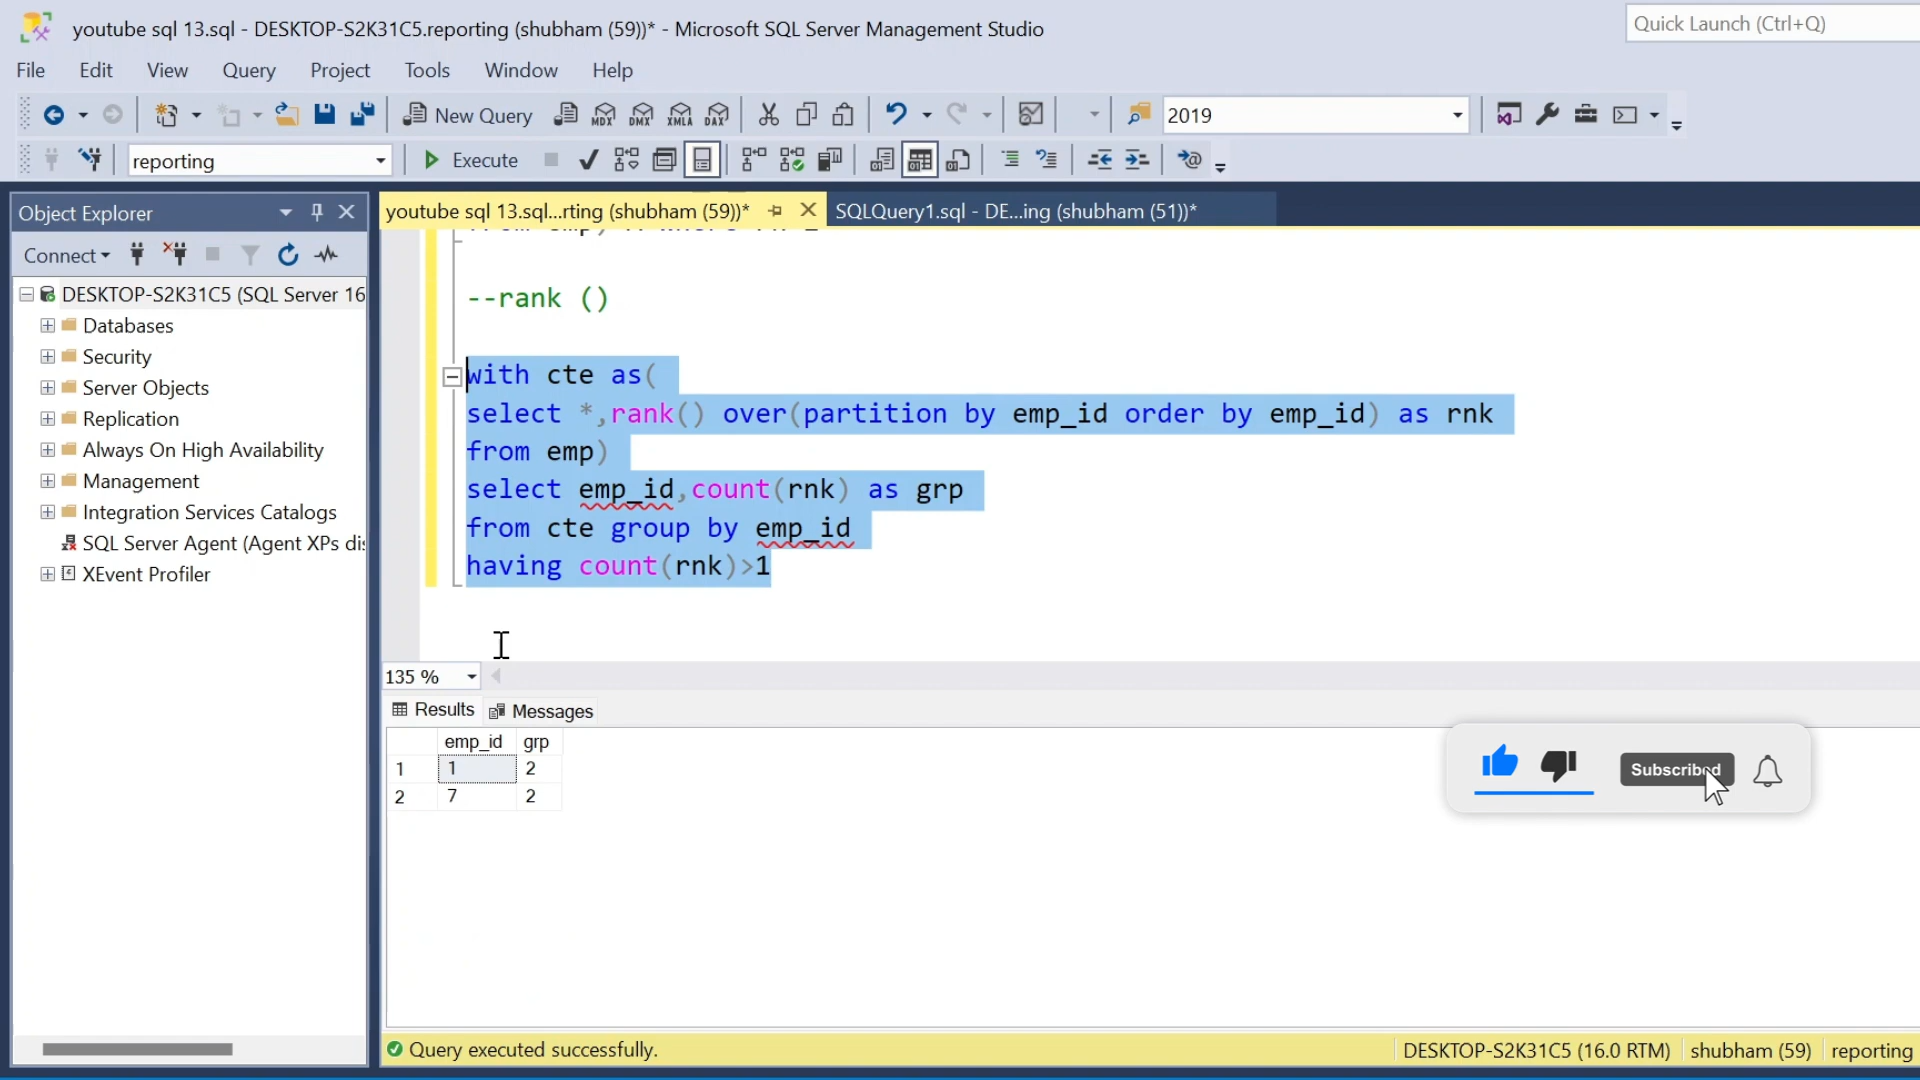 youtube sql 13.sql - DESKTOP-S2K31C5.reporting (shubham (59))* - Microsoft SQL Server Management Studio
Quick Launch (Ctrl+Q)
File Edit View Query Project Tools Window Help
New Query MDX DMX XMLA DAX 2019
reporting Execute
Object Explorer
youtube sql 13.sql...rting (shubham (59))*
SQLQuery1.sql - DE...ing (shubham (51))*
Connect
DESKTOP-S2K31C5 (SQL Server 16
Databases
Security
Server Objects
Replication
Always On High Availability
Management
Integration Services Catalogs
SQL Server Agent (Agent XPs dis
XEvent Profiler
--rank ()
with cte as(
select *,rank() over(partition by emp_id order by emp_id) as rnk
from emp)
select emp_id,count(rnk) as grp
from cte group by emp_id
having count(rnk)>1
135 %
Results Messages
emp_id grp
1 1 2
2 7 2
Subscribed
Query executed successfully.
DESKTOP-S2K31C5 (16.0 RTM) shubham (59) reporting